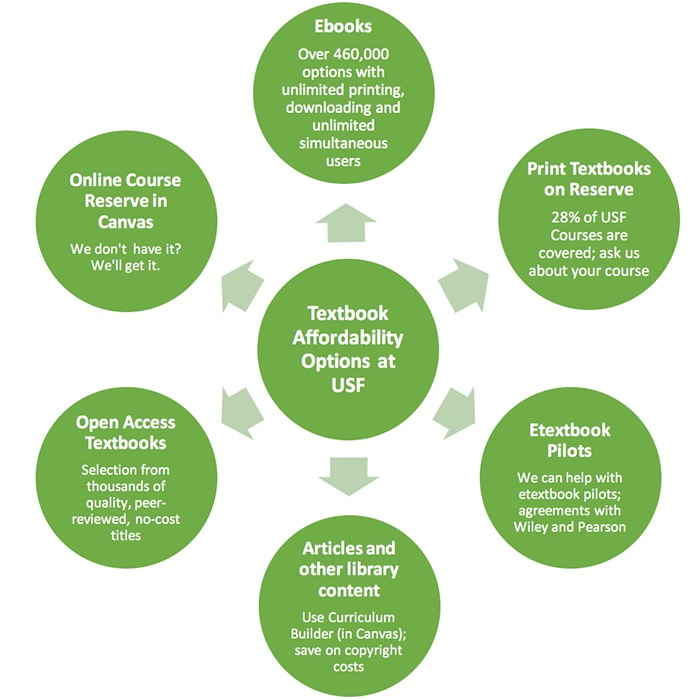 Ebooks
Over 460,000
options with
unlimited printing,
downloading and
unlimited
simultaneous
users
Print Textbooks
on Reserve
28% of USF
Courses are
covered; ask us
about your course
Online Course
Reserve in
Canvas
We don't have it?
We'll get it.
Textbook
Affordability
Options at
USF
Open Access
Textbooks
Selection from
thousands of
quality, peer-
reviewed, no-cost
titles
Etextbook
Pilots
We can help with
etextbook pilots;
agreements with
Wiley and Pearson
Articles and
other library
content
Use Curriculum
Builder (in Canvas);
save on copyright
costs